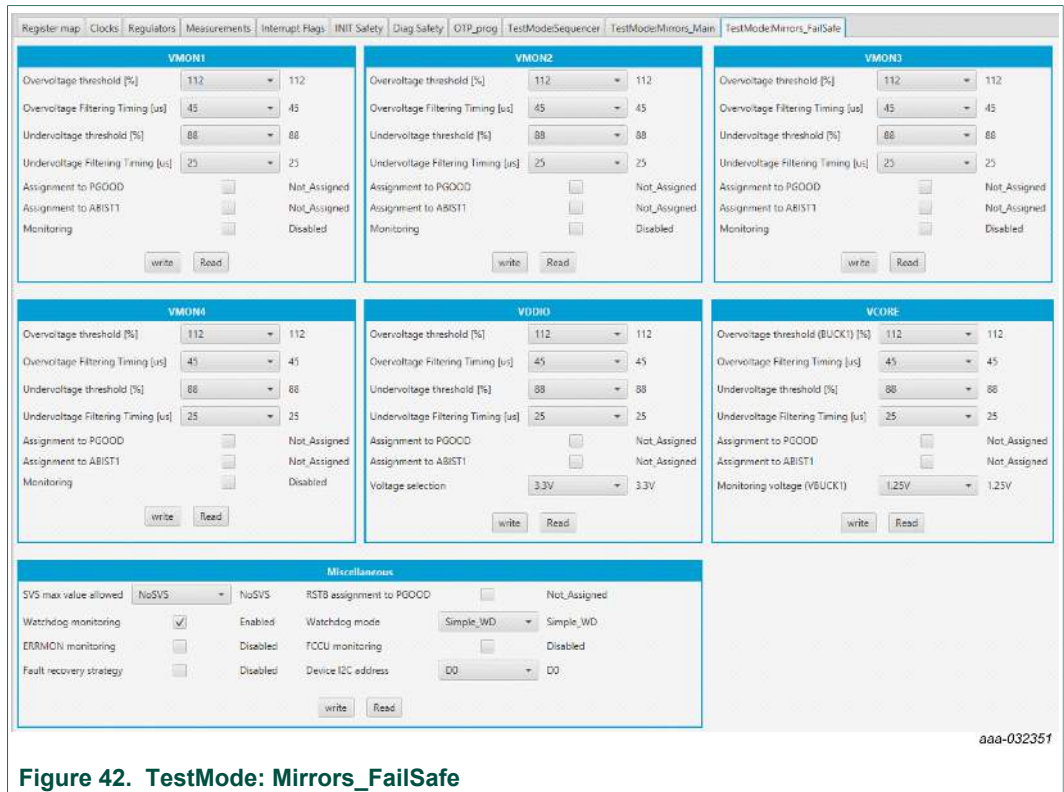 Register map Clocks Regulators Measurements Interrupt Flags INIT Safety Diag Safety OTP_prog TestMode:Sequencer TestMode:Mirrors_Main TestMode:Mirrors_FailSafe
VMON1
Overvoltage threshold [%] 112 112
Overvoltage Filtering Timing [us] 45 45
Undervoltage threshold [%] 88 88
Undervoltage Filtering Timing [us] 25 25
Assignment to PGOOD Not_Assigned
Assignment to ABIST1 Not_Assigned
Monitoring Disabled
write Read
VMON2
Overvoltage threshold [%] 112 112
Overvoltage Filtering Timing [us] 45 45
Undervoltage threshold [%] 88 88
Undervoltage Filtering Timing [us] 25 25
Assignment to PGOOD Not_Assigned
Assignment to ABIST1 Not_Assigned
Monitoring Disabled
write Read
VMON3
Overvoltage threshold [%] 112 112
Overvoltage Filtering Timing [us] 45 45
Undervoltage threshold [%] 88 88
Undervoltage Filtering Timing [us] 25 25
Assignment to PGOOD Not_Assigned
Assignment to ABIST1 Not_Assigned
Monitoring Disabled
write Read
VMON4
Overvoltage threshold [%] 112 112
Overvoltage Filtering Timing [us] 45 45
Undervoltage threshold [%] 88 88
Undervoltage Filtering Timing [us] 25 25
Assignment to PGOOD Not_Assigned
Assignment to ABIST1 Not_Assigned
Monitoring Disabled
write Read
VDDIO
Overvoltage threshold [%] 112 112
Overvoltage Filtering Timing [us] 45 45
Undervoltage threshold [%] 88 88
Undervoltage Filtering Timing [us] 25 25
Assignment to PGOOD Not_Assigned
Assignment to ABIST1 Not_Assigned
Voltage selection 3.3V 3.3V
write Read
VCORE
Overvoltage threshold (BUCK1) [%] 112 112
Overvoltage Filtering Timing [us] 45 45
Undervoltage threshold [%] 88 88
Undervoltage Filtering Timing [us] 25 25
Assignment to PGOOD Not_Assigned
Assignment to ABIST1 Not_Assigned
Monitoring voltage (VBUCK1) 1.25V 1.25V
write Read
Miscellaneous
SVS max value allowed NoSVS NoSVS RSTB assignment to PGOOD Not_Assigned
Watchdog monitoring Enabled Watchdog mode Simple_WD Simple_WD
ERRMON monitoring Disabled FCCU monitoring Disabled
Fault recovery strategy Disabled Device I2C address D0 D0
write Read
aaa-032351
Figure 42. TestMode: Mirrors_FailSafe